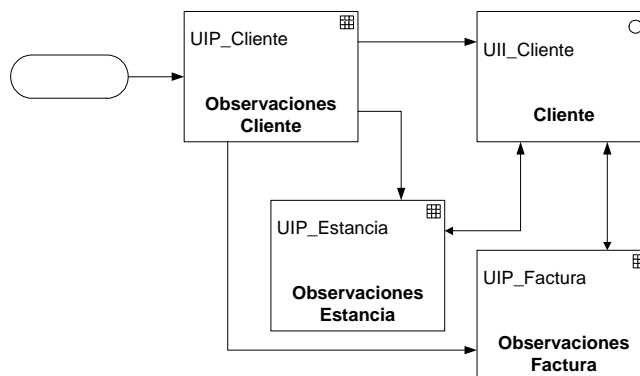 UIP_Cliente
Observaciones
Cliente
UII_Cliente
Cliente
UIP_Estancia
Observaciones
Estancia
UIP_Factura
Observaciones
Factura